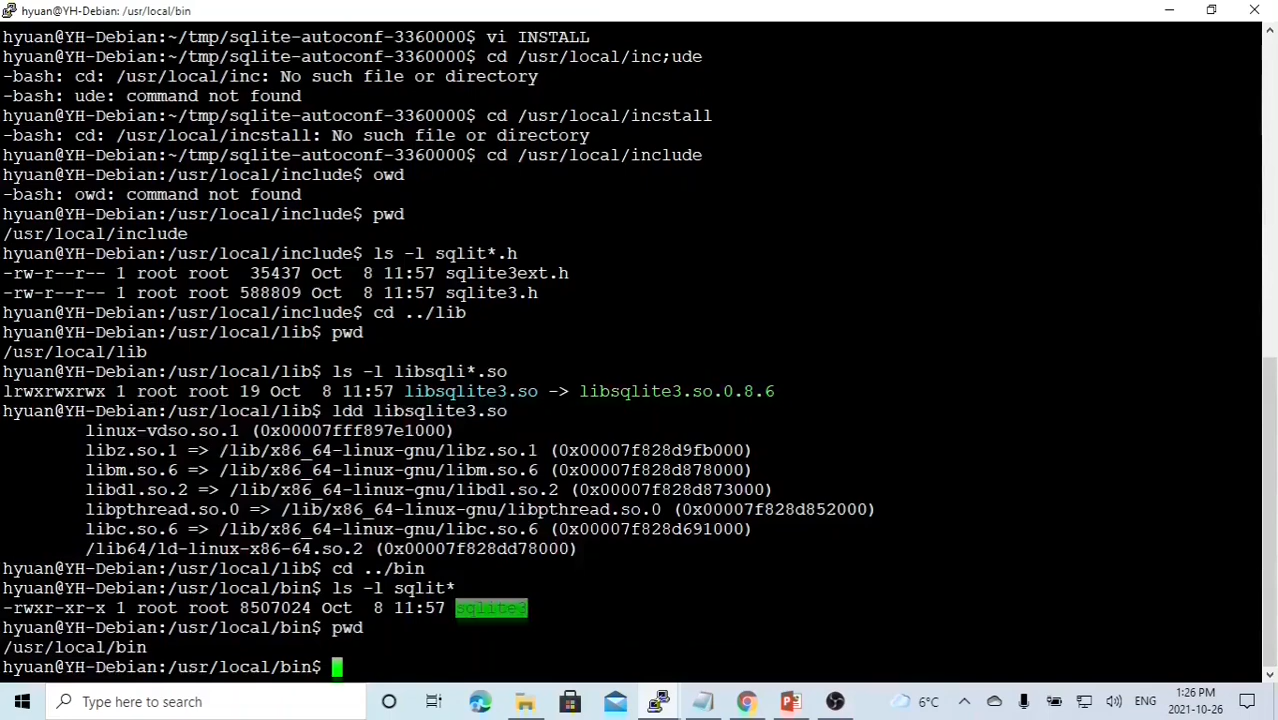 hyuan@YH-Debian: /usr/local/bin
hyuan@YH-Debian:~/tmp/sqlite-autoconf-3360000$ vi INSTALL
hyuan@YH-Debian:~/tmp/sqlite-autoconf-3360000$ cd /usr/local/inc;ude
-bash: cd: /usr/local/inc: No such file or directory
-bash: ude: command not found
hyuan@YH-Debian:~/tmp/sqlite-autoconf-3360000$ cd /usr/local/incstall
-bash: cd: /usr/local/incstall: No such file or directory
hyuan@YH-Debian:~/tmp/sqlite-autoconf-3360000$ cd /usr/local/include
hyuan@YH-Debian:/usr/local/include$ owd
-bash: owd: command not found
hyuan@YH-Debian:/usr/local/include$ pwd
/usr/local/include
hyuan@YH-Debian:/usr/local/include$ ls -l sqlit*.h
-rw-r--r-- 1 root root  35437 Oct  8 11:57 sqlite3ext.h
-rw-r--r-- 1 root root 588809 Oct  8 11:57 sqlite3.h
hyuan@YH-Debian:/usr/local/include$ cd ../lib
hyuan@YH-Debian:/usr/local/lib$ pwd
/usr/local/lib
hyuan@YH-Debian:/usr/local/lib$ ls -l libsqli*.so
lrwxrwxrwx 1 root root 19 Oct  8 11:57 libsqlite3.so -> libsqlite3.so.0.8.6
hyuan@YH-Debian:/usr/local/lib$ ldd libsqlite3.so
linux-vdso.so.1 (0x00007fff897e1000)
libz.so.1 => /lib/x86_64-linux-gnu/libz.so.1 (0x00007f828d9fb000)
libm.so.6 => /lib/x86_64-linux-gnu/libm.so.6 (0x00007f828d878000)
libdl.so.2 => /lib/x86_64-linux-gnu/libdl.so.2 (0x00007f828d873000)
libpthread.so.0 => /lib/x86_64-linux-gnu/libpthread.so.0 (0x00007f828d852000)
libc.so.6 => /lib/x86_64-linux-gnu/libc.so.6 (0x00007f828d691000)
/lib64/ld-linux-x86-64.so.2 (0x00007f828dd78000)
hyuan@YH-Debian:/usr/local/lib$ cd ../bin
hyuan@YH-Debian:/usr/local/bin$ ls -l sqlit*
-rwxr-xr-x 1 root root 8507024 Oct  8 11:57 sqlite3
hyuan@YH-Debian:/usr/local/bin$ pwd
/usr/local/bin
hyuan@YH-Debian:/usr/local/bin$
Type here to search
6°C
ENG
1:26 PM
2021-10-26